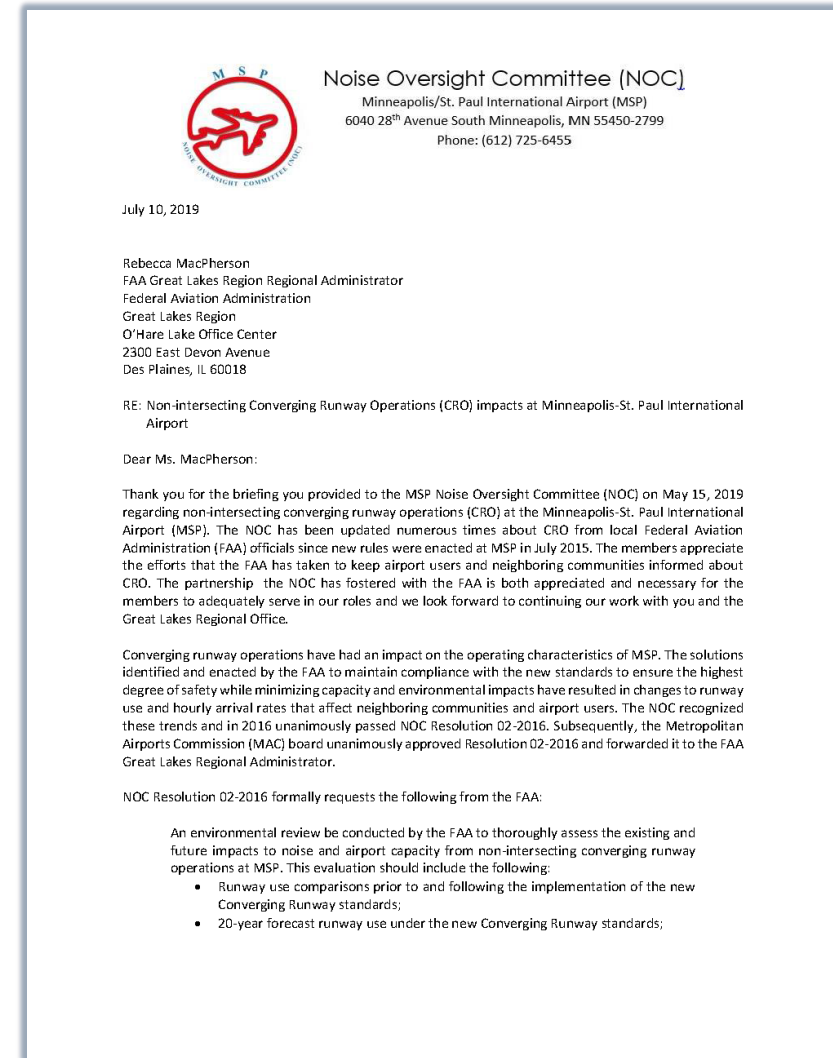 M S P
NOISE OVERSIGHT COMMITTEE (NOC)
Noise Oversight Committee (NOC)
Minneapolis/St. Paul International Airport (MSP)
6040 28th Avenue South Minneapolis, MN 55450-2799
Phone: (612) 725-6455
July 10, 2019
Rebecca MacPherson
FAA Great Lakes Region Regional Administrator
Federal Aviation Administration
Great Lakes Region
O’Hare Lake Office Center
2300 East Devon Avenue
Des Plaines, IL 60018
RE: Non-intersecting Converging Runway Operations (CRO) impacts at Minneapolis-St. Paul International
Airport
Dear Ms. MacPherson:
Thank you for the briefing you provided to the MSP Noise Oversight Committee (NOC) on May 15, 2019
regarding non-intersecting converging runway operations (CRO) at the Minneapolis-St. Paul International
Airport (MSP). The NOC has been updated numerous times about CRO from local Federal Aviation
Administration (FAA) officials since new rules were enacted at MSP in July 2015. The members appreciate
the efforts that the FAA has taken to keep airport users and neighboring communities informed about
CRO. The partnership the NOC has fostered with the FAA is both appreciated and necessary for the
members to adequately serve in our roles and we look forward to continuing our work with you and the
Great Lakes Regional Office.
Converging runway operations have had an impact on the operating characteristics of MSP. The solutions
identified and enacted by the FAA to maintain compliance with the new standards to ensure the highest
degree of safety while minimizing capacity and environmental impacts have resulted in changes to runway
use and hourly arrival rates that affect neighboring communities and airport users. The NOC recognized
these trends and in 2016 unanimously passed NOC Resolution 02-2016. Subsequently, the Metropolitan
Airports Commission (MAC) board unanimously approved Resolution 02-2016 and forwarded it to the FAA
Great Lakes Regional Administrator.
NOC Resolution 02-2016 formally requests the following from the FAA:
An environmental review be conducted by the FAA to thoroughly assess the existing and
future impacts to noise and airport capacity from non-intersecting converging runway
operations at MSP. This evaluation should include the following:
• Runway use comparisons prior to and following the implementation of the new
Converging Runway standards;
• 20-year forecast runway use under the new Converging Runway standards;